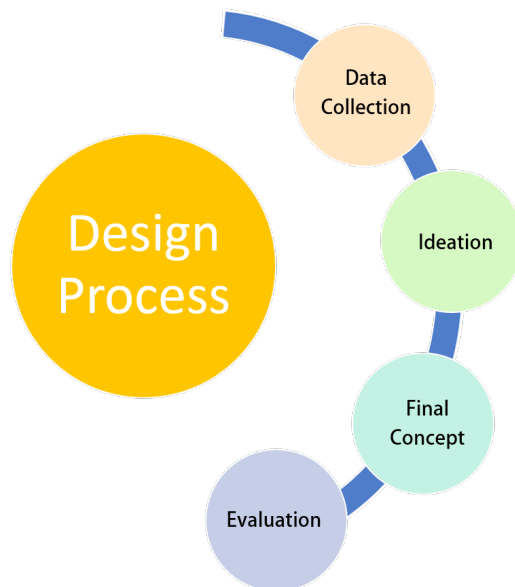 Design
Process
Data
Collection
Ideation
Final
Concept
Evaluation